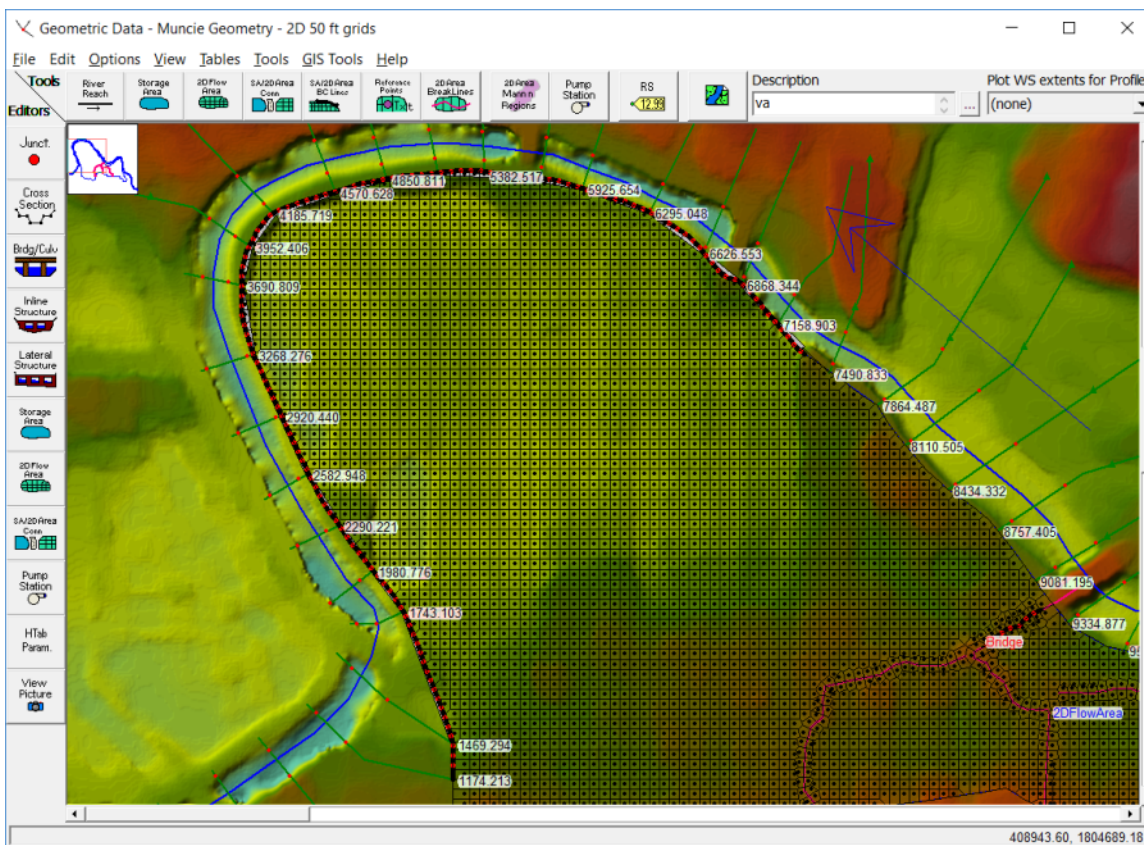 Geometric Data - Muncie Geometry - 2D 50 ft grids
File Edit Options View Tables Tools GIS Tools Help
Tools
Editors
River
Reach
Storage
Area
2D Flow
Area
SA/2D Area
Conn
SA/2D Area
BC Lines
Reference
Points
2D Area
BreakLines
2D Area
Mann n
Regions
Pump
Station
RS
12.99
Description
va
...
Plot WS extents for Profile
(none)
Junct.
Cross
Section
Brdg/Culv
Inline
Structure
Lateral
Structure
Storage
Area
2D Flow
Area
SA/2D Area
Conn
Pump
Station
HTab
Param.
View
Picture
4850.811
5382.517
4570.628
5925.654
4185.719
6295.048
3952.406
6626.553
3690.809
6868.344
7158.903
3268.276
7490.833
7864.487
2920.440
8110.505
2582.948
8434.332
2290.221
8757.405
1980.776
9081.195
1743.103
9334.877
Bridge
95
2DFlowArea
1469.294
1174.213
408943.60, 1804689.18